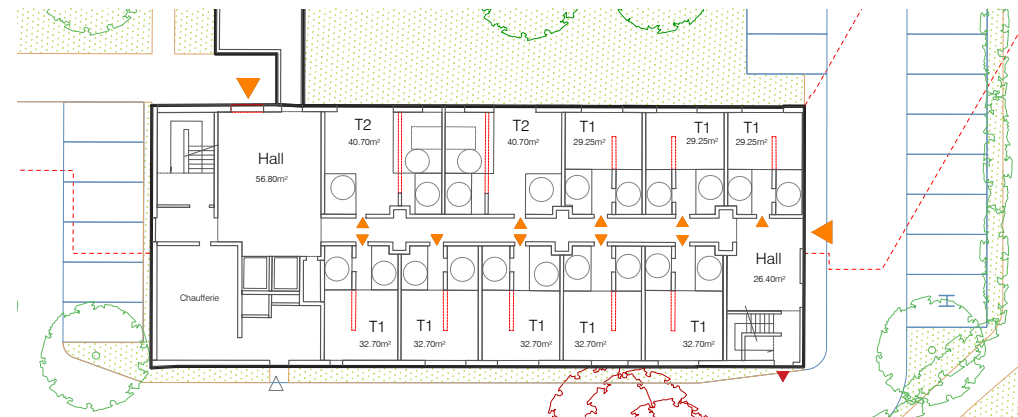 T2
40.70m²
T2
40.70m²
T1
29.25m²
T1
29.25m²
T1
29.25m²
Hall
56.80m²
Hall
26.40m²
Chaufferie
T1
32.70m²
T1
32.70m²
T1
32.70m²
T1
32.70m²
T1
32.70m²